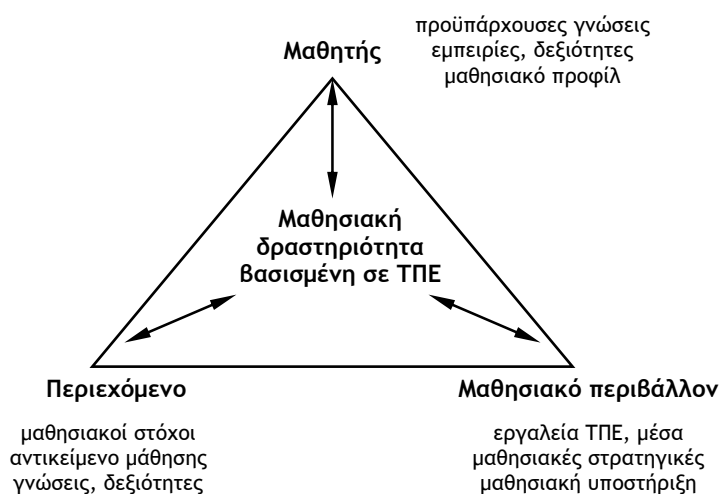 προϋπάρχουσες γνώσεις
Μαθητής
εμπειρίες, δεξιότητες
μαθησιακό προφίλ
Μαθησιακή
δραστηριότητα
βασισμένη σε ΤΠΕ
Περιεχόμενο
μαθησιακοί στόχοι
αντικείμενο μάθησης
γνώσεις, δεξιότητες
Μαθησιακό περιβάλλον
εργαλεία ΤΠΕ, μέσα
μαθησιακές στρατηγικές
μαθησιακή υποστήριξη